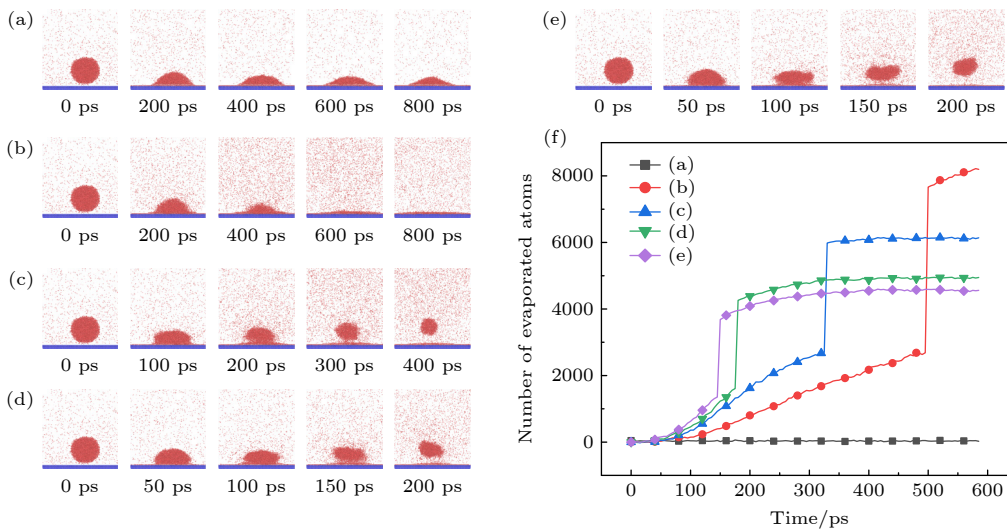 (a)
0 ps 200 ps 400 ps 600 ps 800 ps
(b)
0 ps 200 ps 400 ps 600 ps 800 ps
(c)
0 ps 100 ps 200 ps 300 ps 400 ps
(d)
0 ps 50 ps 100 ps 150 ps 200 ps
(e)
0 ps 50 ps 100 ps 150 ps 200 ps
(f)
(a)
(b)
(c)
(d)
(e)
8000
6000
4000
2000
0
Number of evaporated atoms
0 100 200 300 400 500 600
Time/ps